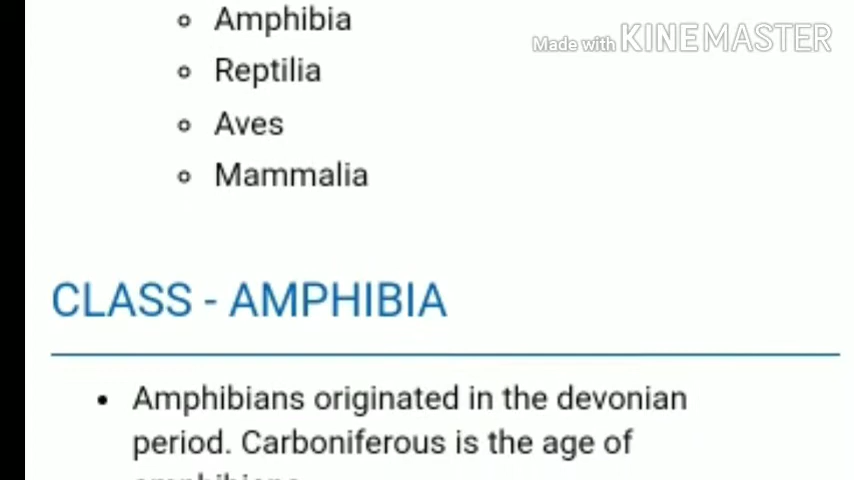 Amphibia
Made with KINEMASTER
Reptilia
Aves
Mammalia
CLASS - AMPHIBIA
Amphibians originated in the devonian
period. Carboniferous is the age of